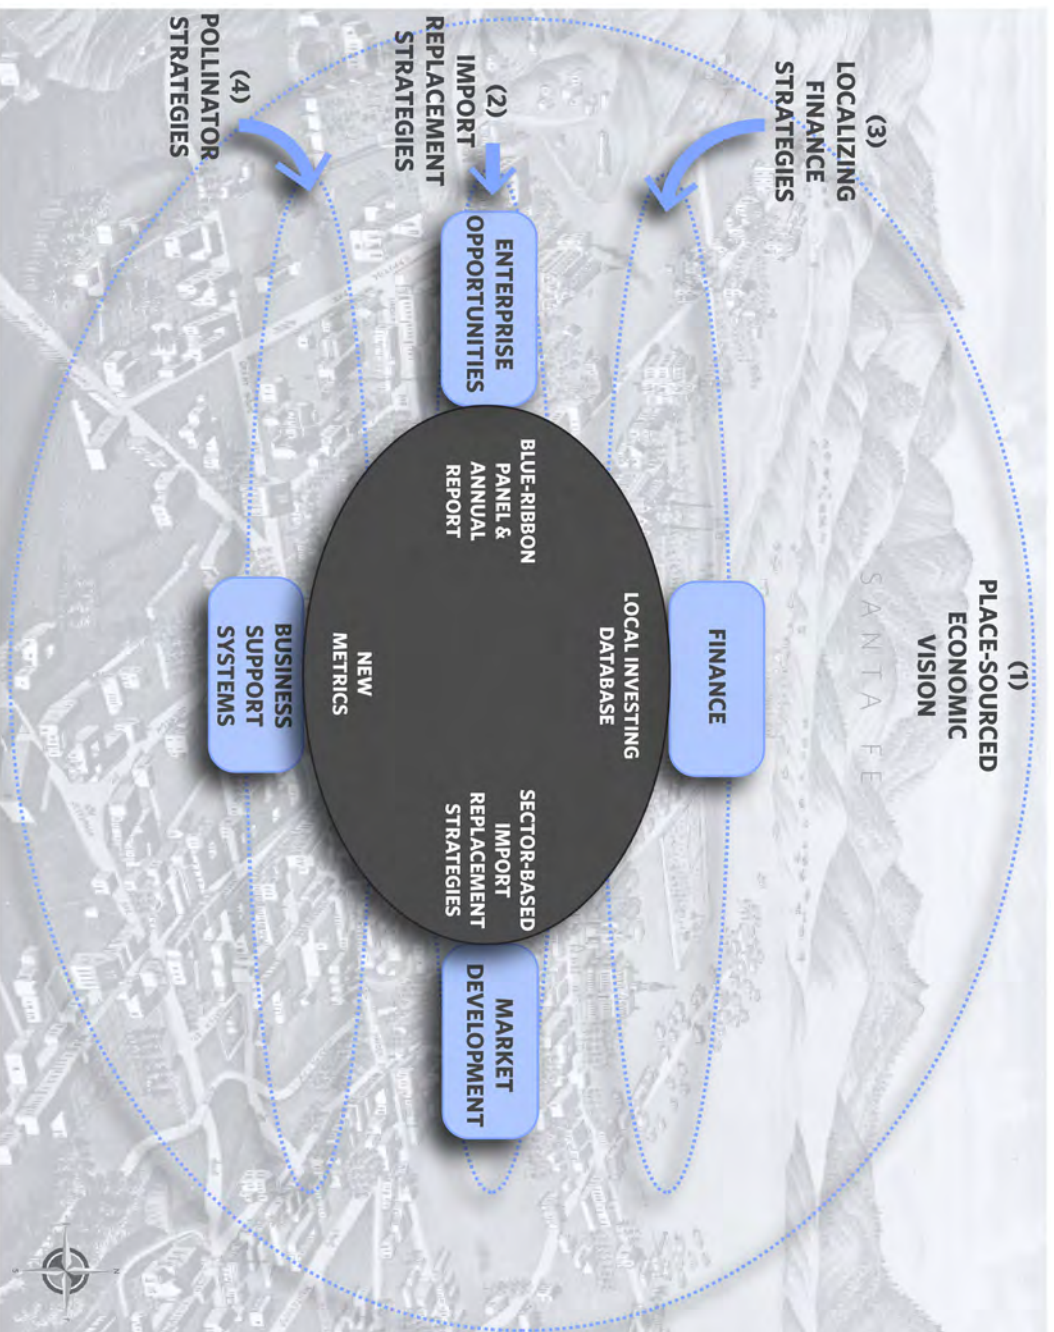 (1)
PLACE-SOURCED
ECONOMIC
VISION
SANTA FE
(3)
LOCALIZING
FINANCE
STRATEGIES
FINANCE
LOCAL INVESTING
DATABASE
(2)
IMPORT
REPLACEMENT
STRATEGIES
ENTERPRISE
OPPORTUNITIES
BLUE-RIBBON
PANEL &
ANNUAL
REPORT
SECTOR-BASED
IMPORT
REPLACEMENT
STRATEGIES
MARKET
DEVELOPMENT
NEW
METRICS
(4)
POLLINATOR
STRATEGIES
BUSINESS
SUPPORT
SYSTEMS
N
S